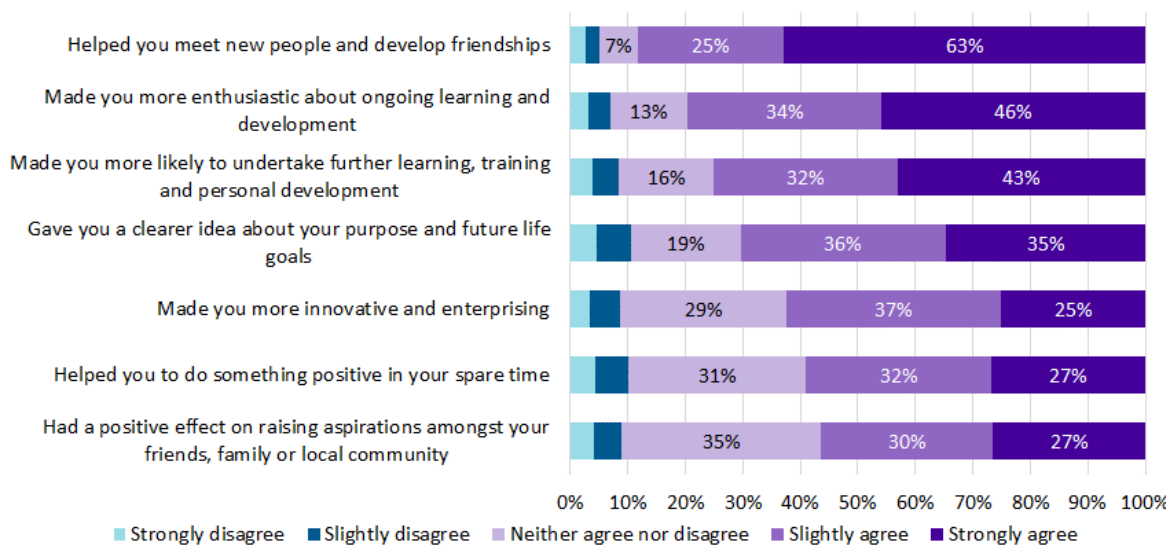 Helped you meet new people and develop friendships
7% 25% 63%
Made you more enthusiastic about ongoing learning and
development
13% 34% 46%
Made you more likely to undertake further learning, training
and personal development
16% 32% 43%
Gave you a clearer idea about your purpose and future life
goals
19% 36% 35%
Made you more innovative and enterprising
29% 37% 25%
Helped you to do something positive in your spare time
31% 32% 27%
Had a positive effect on raising aspirations amongst your
friends, family or local community
35% 30% 27%
0% 10% 20% 30% 40% 50% 60% 70% 80% 90% 100%
Strongly disagree Slightly disagree Neither agree nor disagree Slightly agree Strongly agree